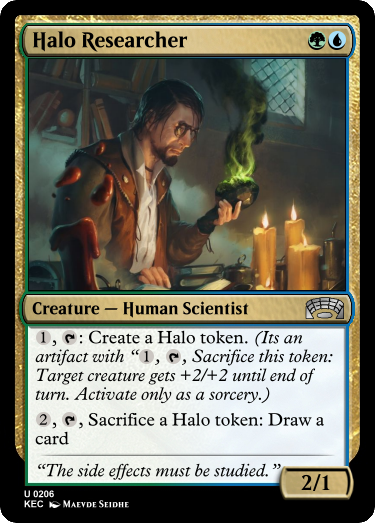 Halo Researcher
Creature — Human Scientist
1, T: Create a Halo token. (Its an
artifact with “1, T, Sacrifice this token:
Target creature gets +2/+2 until end of
turn. Activate only as a sorcery.)
2, T, Sacrifice a Halo token: Draw a
card
“The side effects must be studied.”
2/1
U 0206
KEC Maevde Seidhe